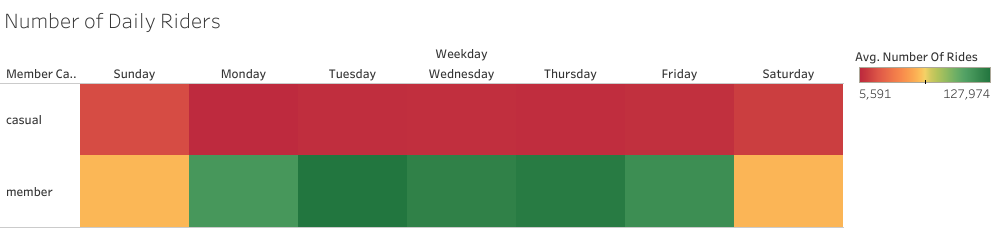 Number of Daily Riders
Weekday
Member Ca.. Sunday Monday Tuesday Wednesday Thursday Friday Saturday
casual
member
Avg. Number Of Rides
5,591 127,974